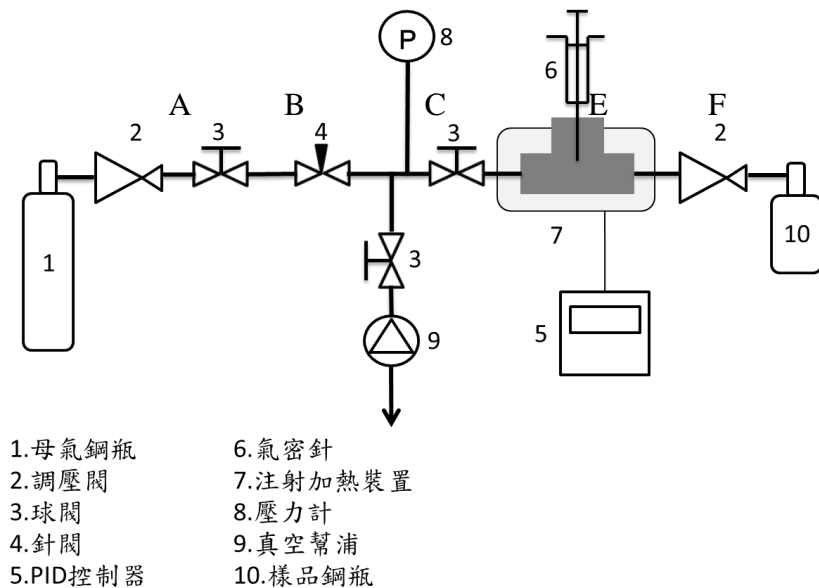 P
8
6
A
B
C
E
F
2
3
4
3
2
1
3
7
10
9
5
1.母氣鋼瓶
2.調壓閥
3.球閥
4.針閥
5.PID控制器
6.氣密針
7.注射加熱裝置
8.壓力計
9.真空幫浦
10.樣品鋼瓶